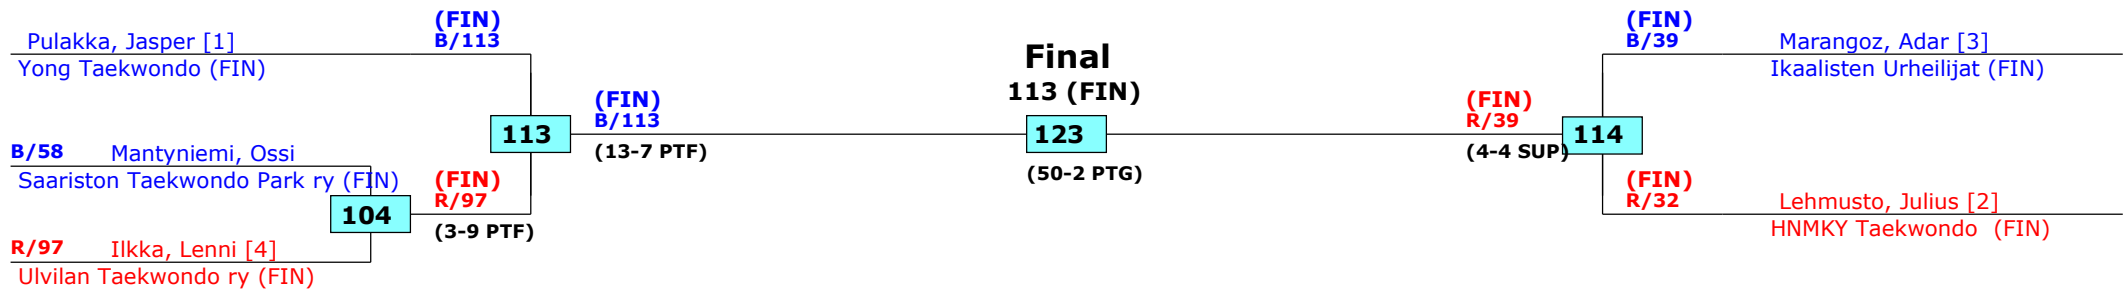 (FIN)
B/113
Pulakka, Jasper [1]
Yong Taekwondo (FIN)
113
(FIN)
B/113
(13-7 PTF)
B/58 Mantyniemi, Ossi
Saariston Taekwondo Park ry (FIN)
104
(FIN)
R/97
(3-9 PTF)
R/97 Ilkka, Lenni [4]
Ulvilan Taekwondo ry (FIN)
Final
113 (FIN)
123
(50-2 PTG)
(FIN)
B/39
Marangoz, Adar [3]
Ikaalisten Urheilijat (FIN)
(FIN)
R/39
114
(4-4 SUP)
(FIN)
R/32
Lehmusto, Julius [2]
HNMKY Taekwondo (FIN)